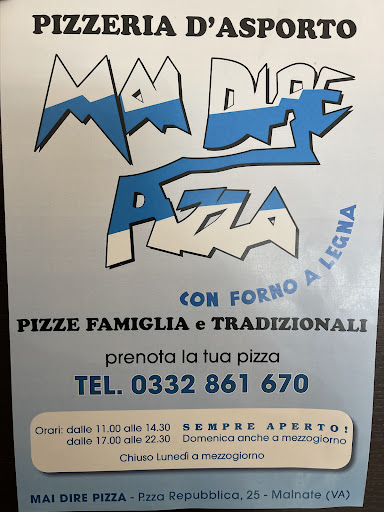 PIZZERIA D'ASPORTO
MAI DIRE
PIZZA
CON FORNO A LEGNA
PIZZE FAMIGLIA e TRADIZIONALI
prenota la tua pizza
TEL. 0332 861 670
Orari: dalle 11.00 alle 14.30 SEMPRE APERTO!
dalle 17.00 alle 22.30 Domenica anche a mezzogiorno
Chiuso Lunedì a mezzogiorno
MAI DIRE PIZZA - P.zza Repubblica, 25 - Malnate (VA)